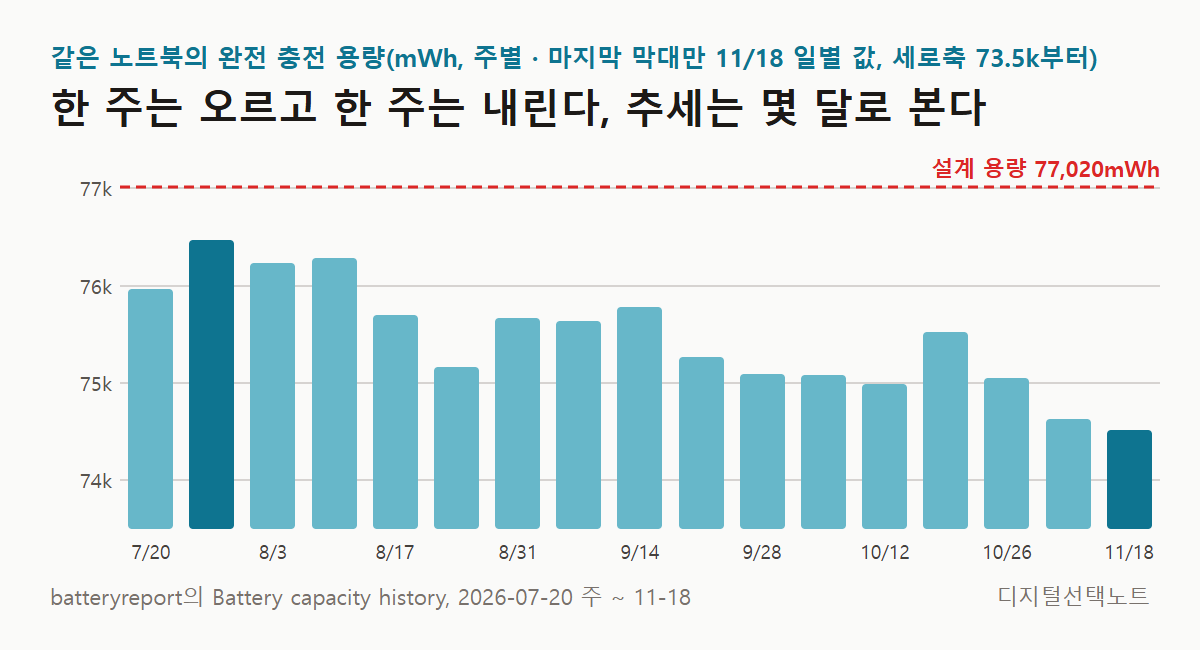 같은 노트북의 완전 충전 용량(mWh, 주별 · 마지막 막대만 11/18 일별 값, 세로축 73.5k부터)
한 주는 오르고 한 주는 내린다, 추세는 몇 달로 본다
설계 용량 77,020mWh
77k
76k
75k
74k
7/20 8/3 8/17 8/31 9/14 9/28 10/12 10/26 11/18
batteryreport의 Battery capacity history, 2026-07-20 주 ~ 11-18
디지털선택노트